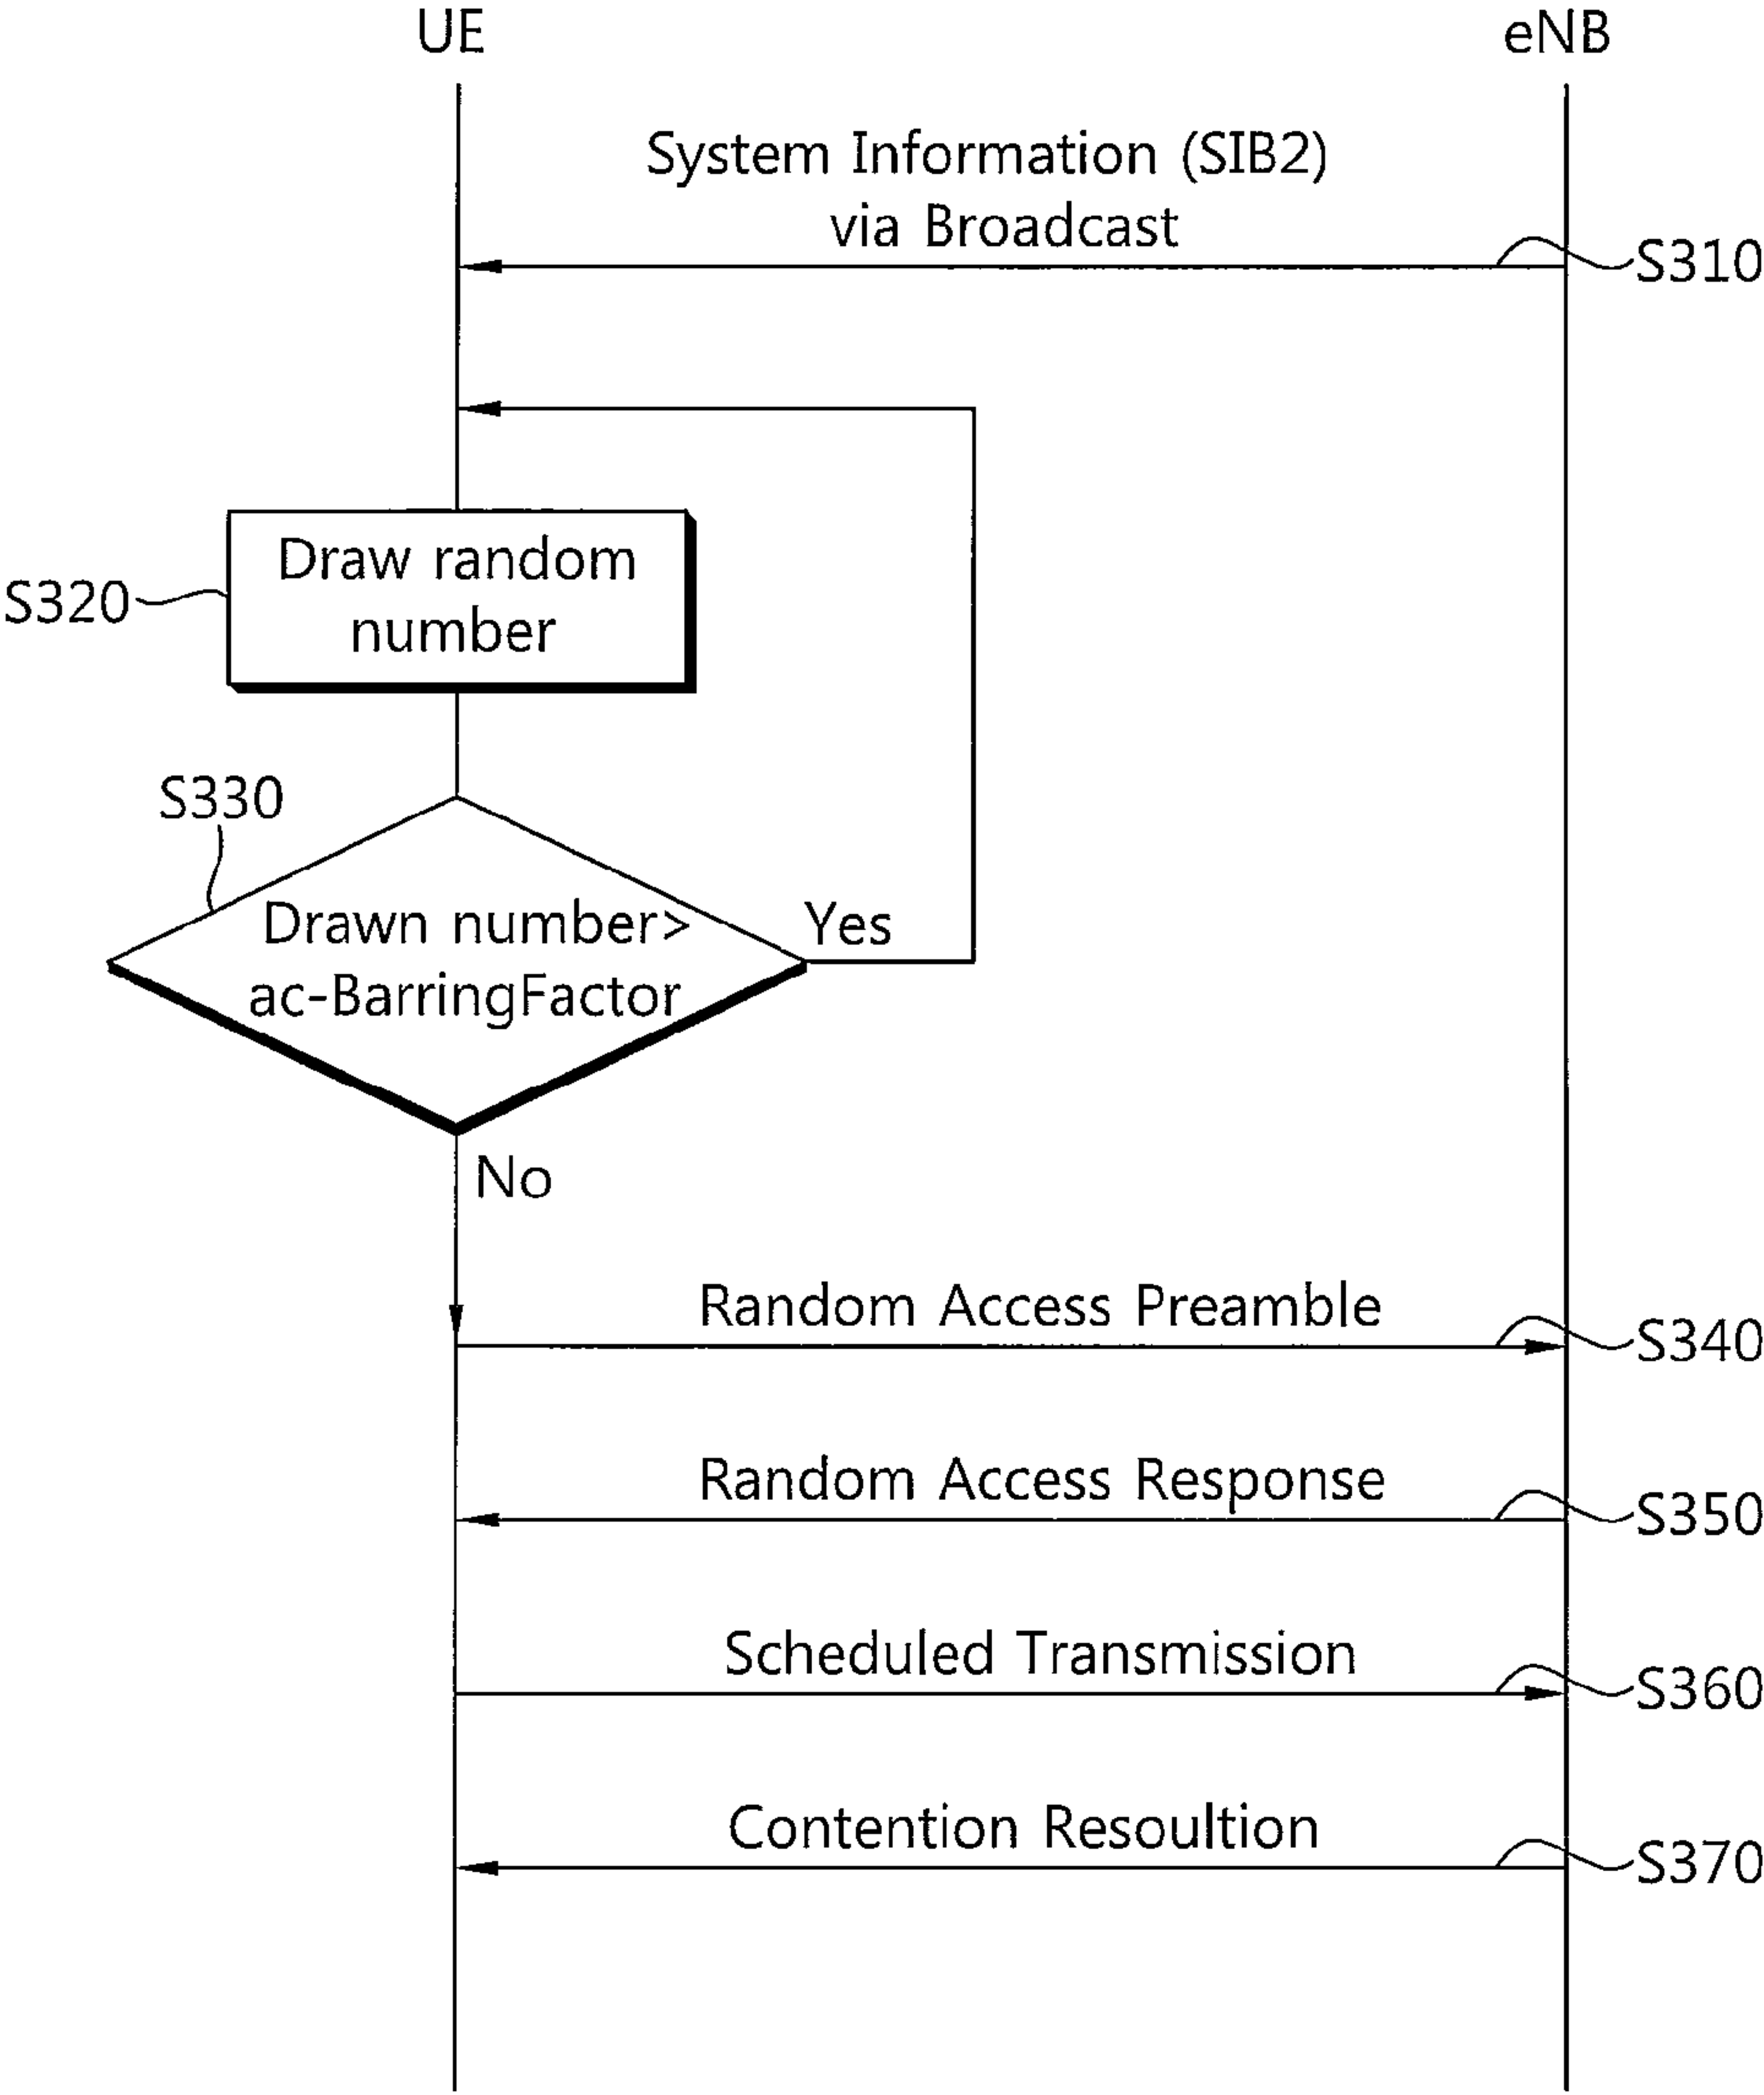 UE
eNB
System Information (SIB2)
via Broadcast
S310
Draw random
number
S320
S330
Drawn number>
ac-BarringFactor
Yes
No
Random Access Preamble
S340
Random Access Response
S350
Scheduled Transmission
S360
Contention Resoultion
S370